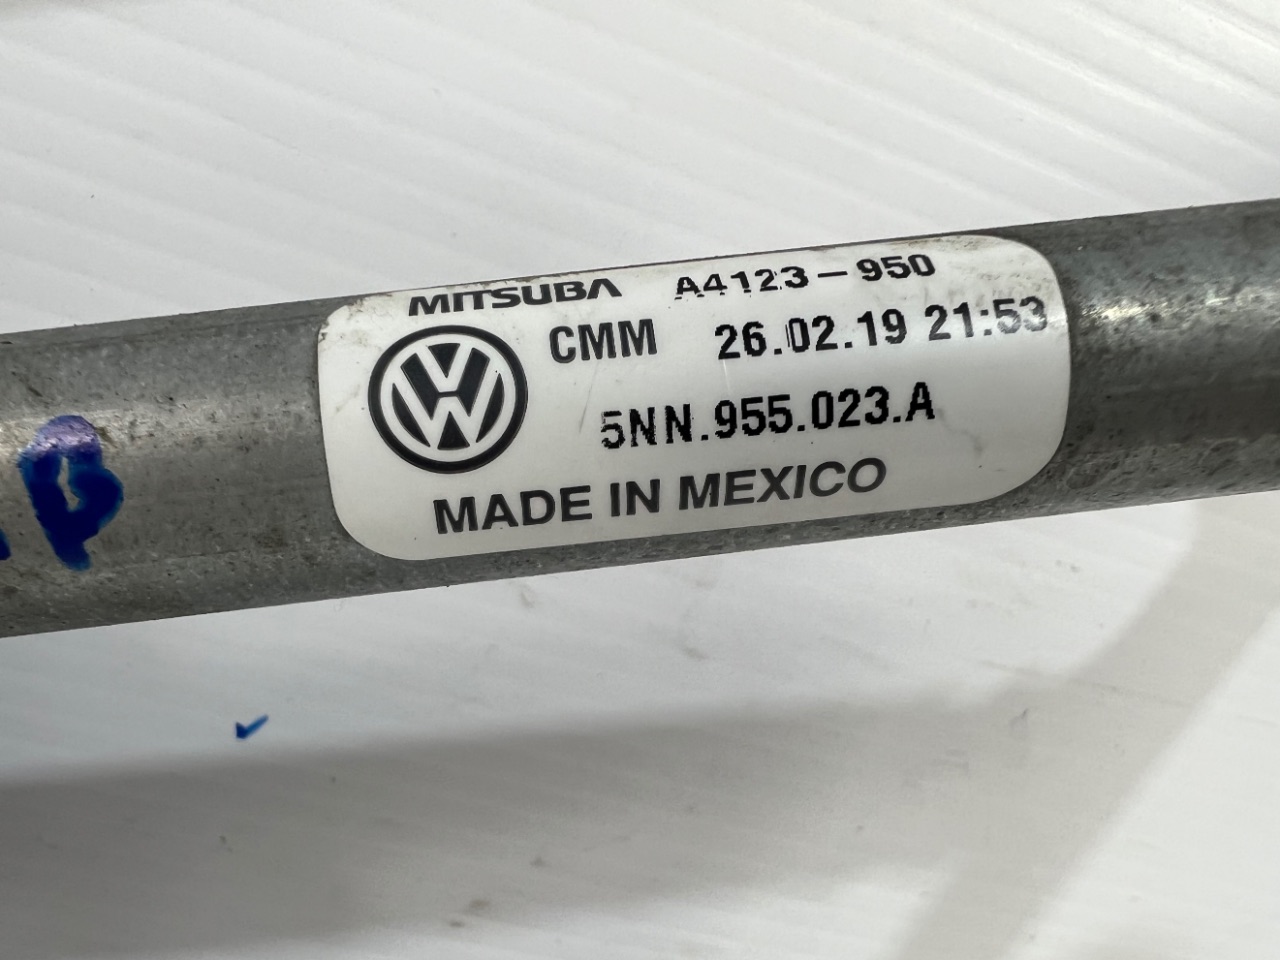 MITSUBA A4123-950
CMM 26.02.19 21:53
5NN.955.023.A
MADE IN MEXICO